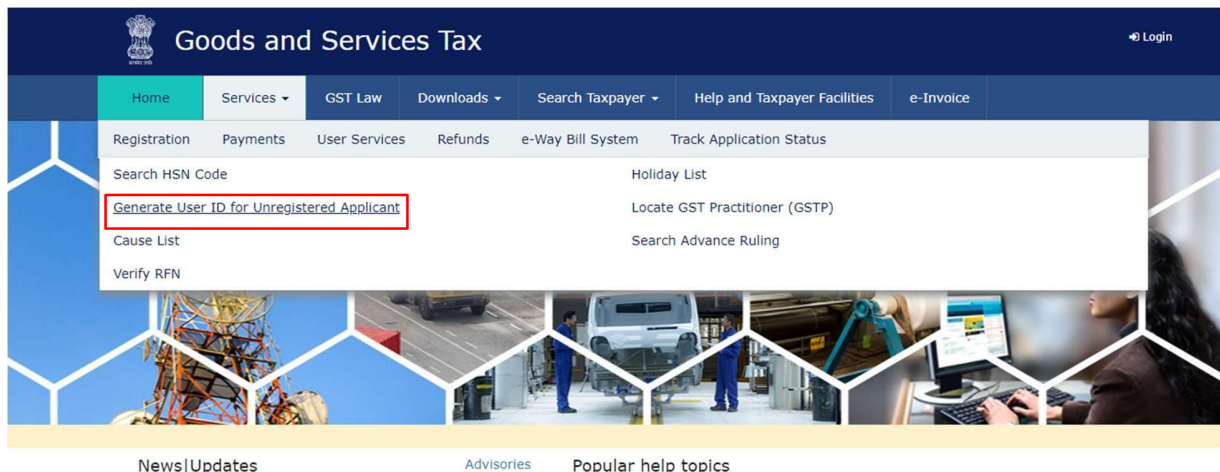 Goods and Services Tax
Login
Home Services GST Law Downloads Search Taxpayer Help and Taxpayer Facilities e-Invoice
Registration Payments User Services Refunds e-Way Bill System Track Application Status
Search HSN Code Holiday List
Generate User ID for Unregistered Applicant Locate GST Practitioner (GSTP)
Cause List Search Advance Ruling
Verify RFN
News|Updates Advisories Popular help topics